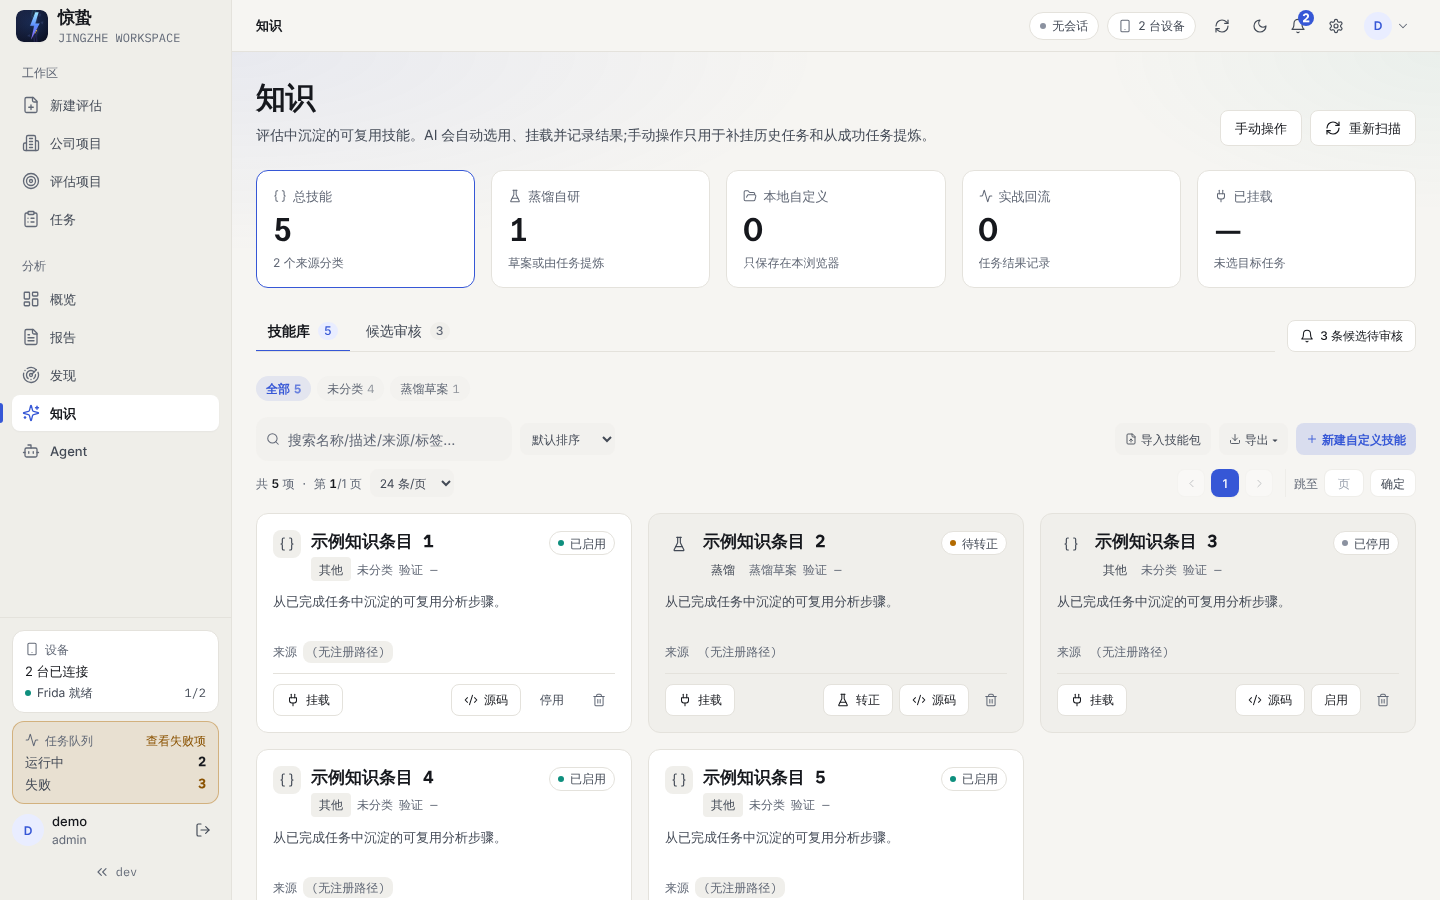 惊蛰
JINGZHE WORKSPACE
工作区
新建评估
公司项目
评估项目
任务
分析
概览
报告
发现
知识
Agent
设备
2 台已连接
Frida 就绪 1/2
任务队列 查看失败项
运行中 2
失败 3
D demo
admin
dev
知识
无会话 2 台设备 2 D
知识
评估中沉淀的可复用技能。AI 会自动选用、挂载并记录结果;手动操作只用于补挂历史任务和从成功任务提炼。
手动操作 重新扫描
总技能
5
2 个来源分类
蒸馏自研
1
草案或由任务提炼
本地自定义
0
只保存在本浏览器
实战回流
0
任务结果记录
已挂载
—
未选目标任务
技能库 5 候选审核 3 3 条候选待审核
全部 5 未分类 4 蒸馏草案 1
搜索名称/描述/来源/标签... 默认排序 导入技能包 导出 新建自定义技能
共 5 项 · 第 1/1 页 24 条/页 1 跳至 页 确定
示例知识条目 1 已启用
其他 未分类 验证 —
从已完成任务中沉淀的可复用分析步骤。
来源 (无注册路径)
挂载 源码 停用
示例知识条目 2 待转正
蒸馏 蒸馏草案 验证 —
从已完成任务中沉淀的可复用分析步骤。
来源 (无注册路径)
挂载 转正 源码
示例知识条目 3 已停用
其他 未分类 验证 —
从已完成任务中沉淀的可复用分析步骤。
来源 (无注册路径)
挂载 源码 启用
示例知识条目 4 已启用
其他 未分类 验证 —
从已完成任务中沉淀的可复用分析步骤。
来源 (无注册路径)
示例知识条目 5 已启用
其他 未分类 验证 —
从已完成任务中沉淀的可复用分析步骤。
来源 (无注册路径)